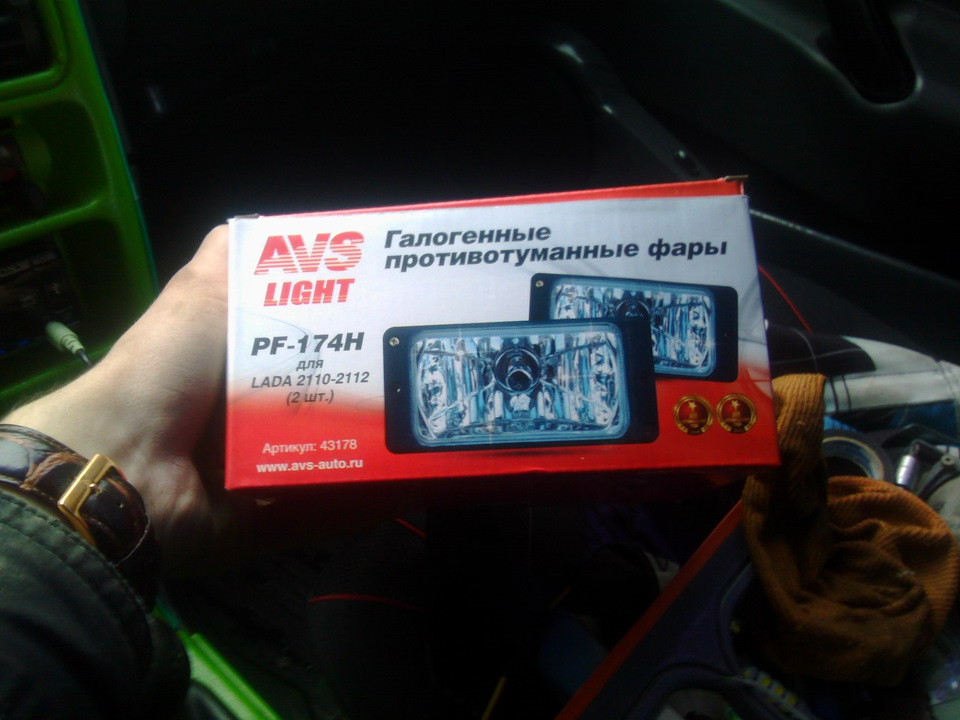 AVS
LIGHT
Галогенные
противотуманные фары
PF-174H
для
LADA 2110-2112
(2 шт.)
Артикул: 43178
www.avs-auto.ru